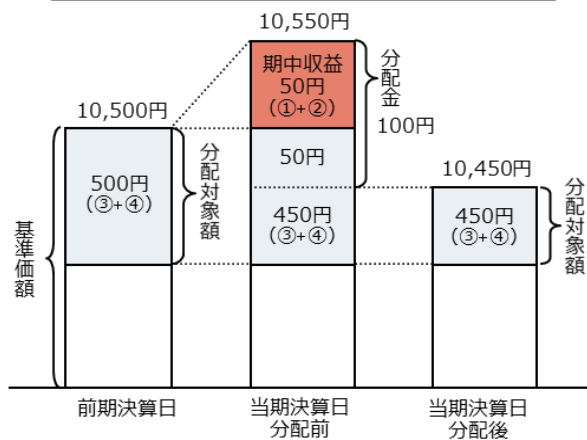 10,550円
期中収益
50円
(①+②)
分配金
100円
10,500円
50円
500円
(③+④)
分配対象額
450円
(③+④)
10,450円
450円
(③+④)
分配対象額
基準価額
前期決算日
当期決算日
分配前
当期決算日
分配後